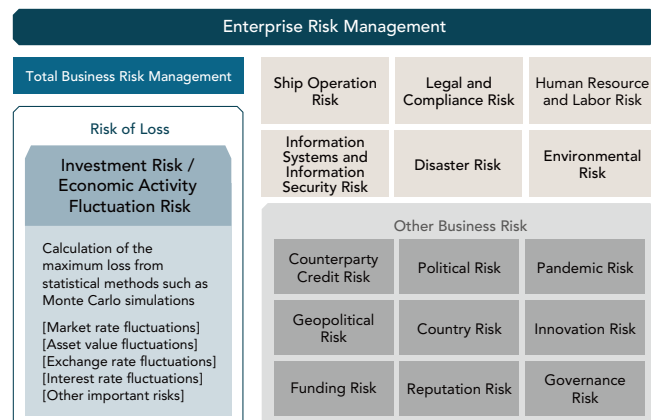 Enterprise Risk Management
Total Business Risk Management
Risk of Loss
Investment Risk /
Economic Activity
Fluctuation Risk
Calculation of the
maximum loss from
statistical methods such as
Monte Carlo simulations
[Market rate fluctuations]
[Asset value fluctuations]
[Exchange rate fluctuations]
[Interest rate fluctuations]
[Other important risks]
Ship Operation
Risk
Legal and
Compliance Risk
Human Resource
and Labor Risk
Information
Systems and
Information
Security Risk
Disaster Risk
Environmental
Risk
Other Business Risk
Counterparty
Credit Risk
Political Risk
Pandemic Risk
Geopolitical
Risk
Country Risk
Innovation Risk
Funding Risk
Reputation Risk
Governance
Risk